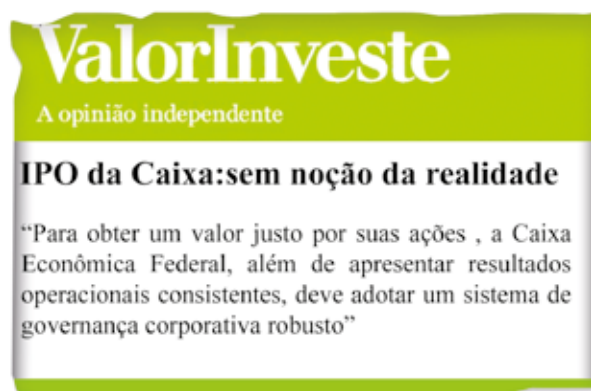 ValorInveste
A opinião independente
IPO da Caixa:sem noção da realidade
“Para obter um valor justo por suas ações , a Caixa
Econômica Federal, além de apresentar resultados
operacionais consistentes, deve adotar um sistema de
governança corporativa robusto”